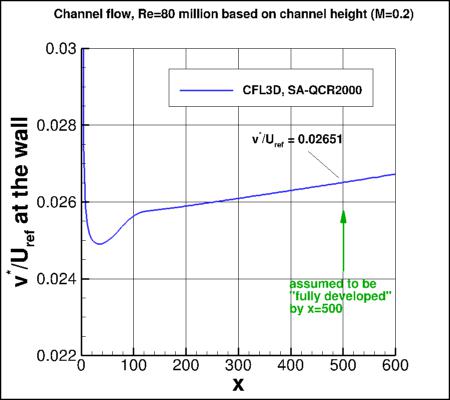 Channel flow, Re=80 million based on channel height (M=0.2)
0.03
CFL3D, SA-QCR2000
v*/Uref = 0.02651
0.028
0.026
0.024
0.022
v*/Uref at the wall
assumed to be
"fully developed"
by x=500
0 100 200 300 400 500 600
x